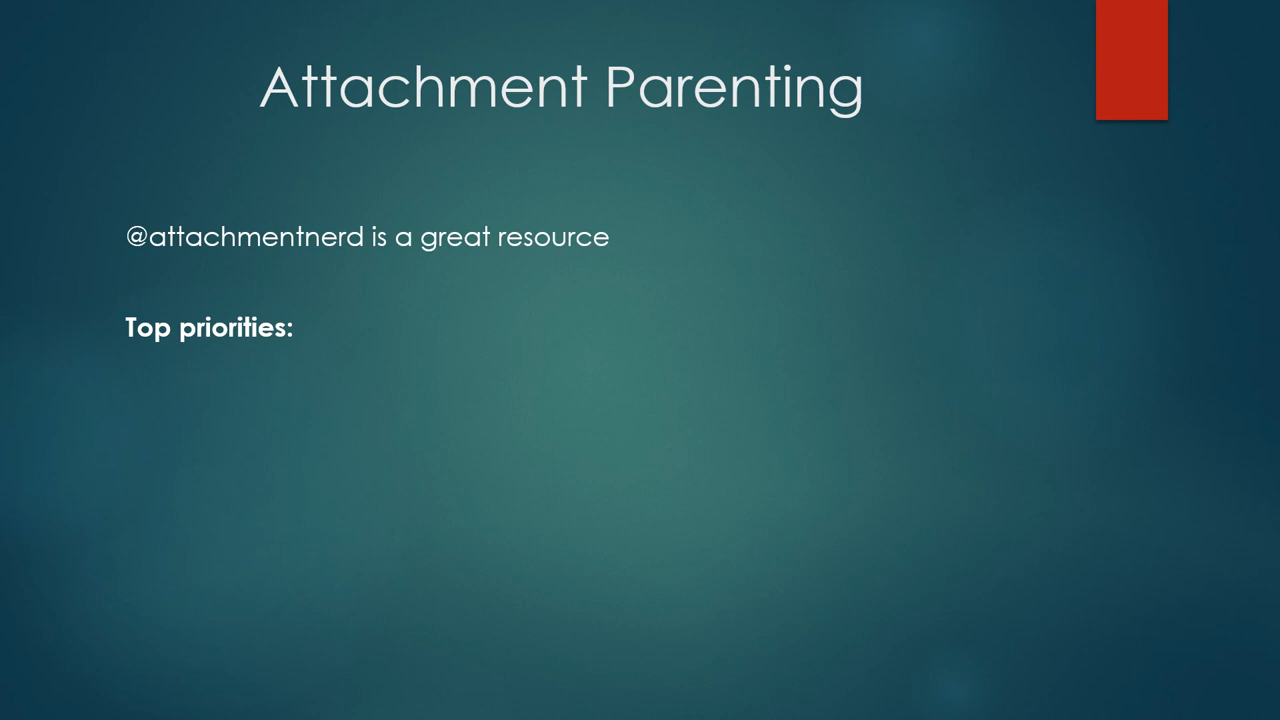 Attachment Parenting
@attachmentnerd is a great resource
Top priorities: